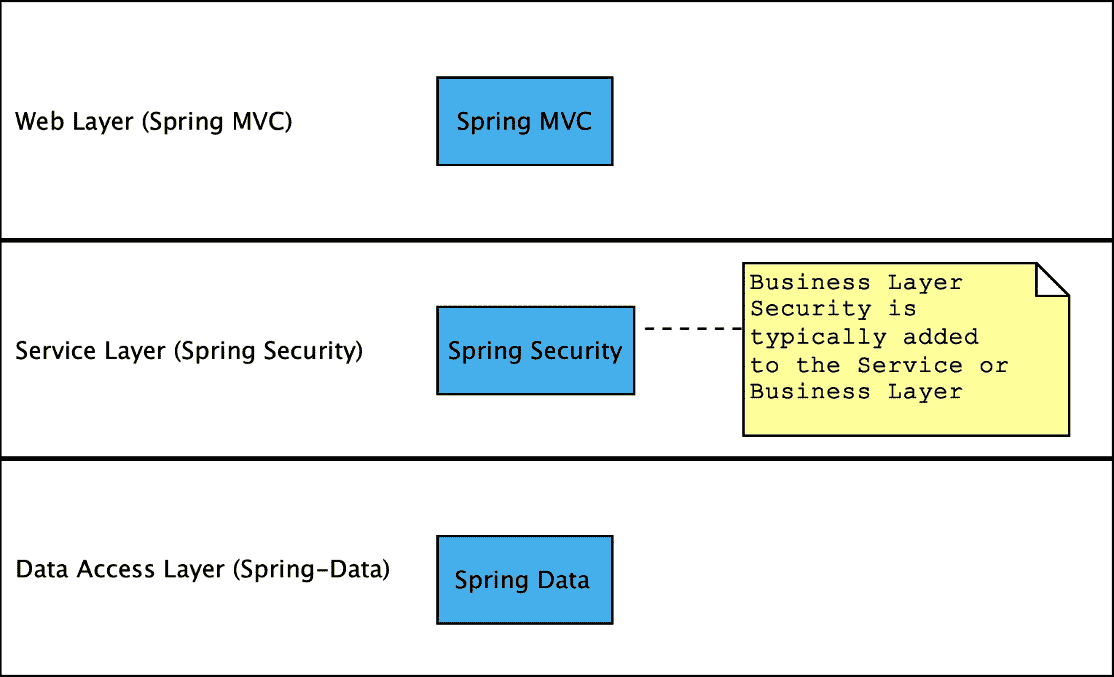 Web Layer (Spring MVC)
Spring MVC
Service Layer (Spring Security)
Spring Security
Business Layer
Security is
typically added
to the Service or
Business Layer
Data Access Layer (Spring-Data)
Spring Data